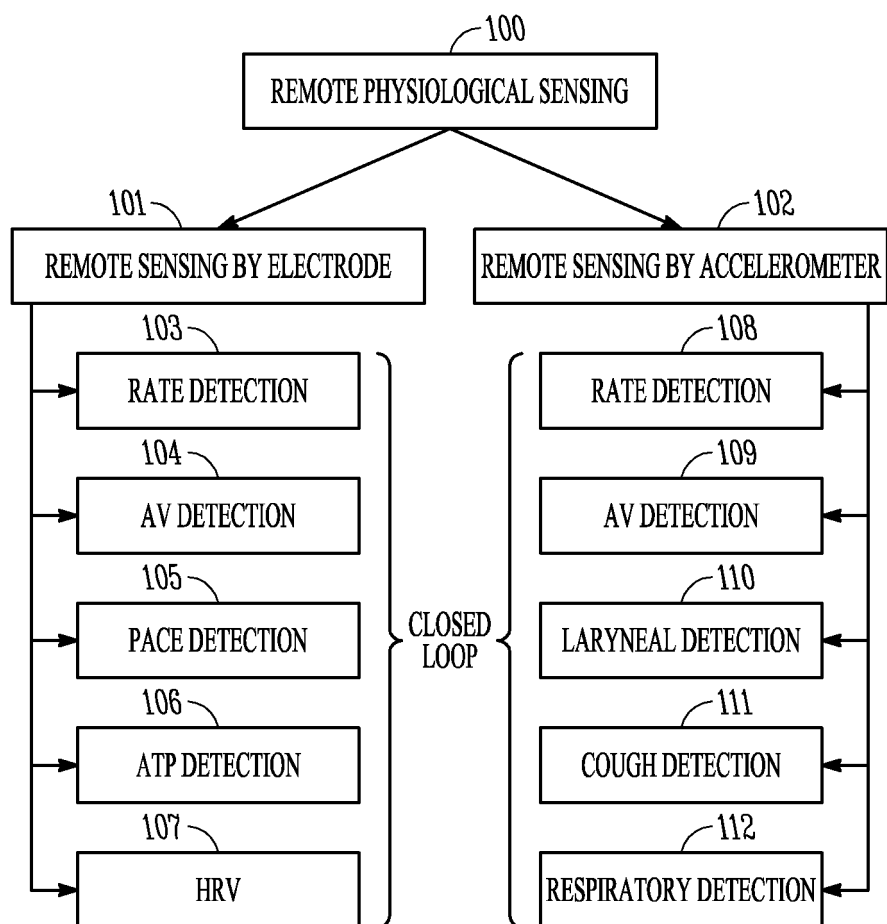 100
REMOTE PHYSIOLOGICAL SENSING
101
REMOTE SENSING BY ELECTRODE
102
REMOTE SENSING BY ACCELEROMETER
103
RATE DETECTION
104
AV DETECTION
105
PACE DETECTION
106
ATP DETECTION
107
HRV
CLOSED
LOOP
108
RATE DETECTION
109
AV DETECTION
110
LARYNEAL DETECTION
111
COUGH DETECTION
112
RESPIRATORY DETECTION